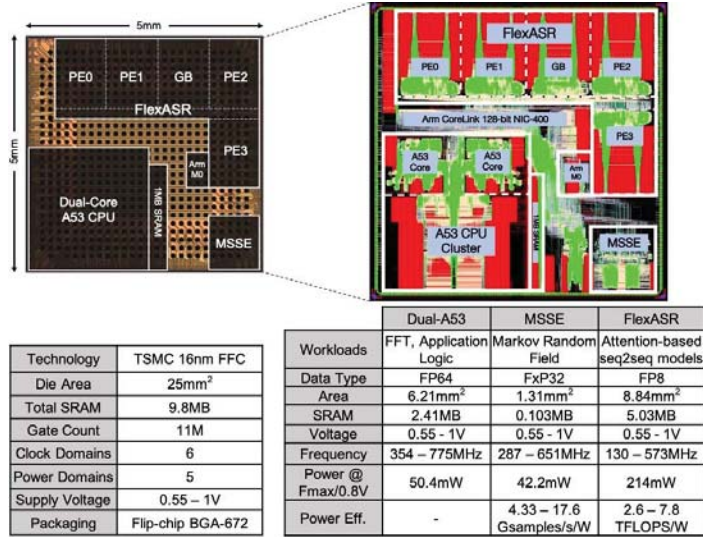 5mm
5mm
PE0
PE1
GB
PE2
FlexASR
PE3
Arm
M0
Dual-Core
A53 CPU
1MB SRAM
MSSE
FlexASR
PE0
PE1
GB
PE2
Arm CoreLink 128-bit NIC-400
PE3
A53
Core
A53
Core
Arm
M0
A53 CPU
Cluster
1MB SRAM
MSSE
Technology TSMC 16nm FFC
Die Area 25mm²
Total SRAM 9.8MB
Gate Count 11M
Clock Domains 6
Power Domains 5
Supply Voltage 0.55 – 1V
Packaging Flip-chip BGA-672
Dual-A53 MSSE FlexASR
Workloads FFT, Application Logic Markov Random Field Attention-based seq2seq models
Data Type FP64 FxP32 FP8
Area 6.21mm² 1.31mm² 8.84mm²
SRAM 2.41MB 0.103MB 5.03MB
Voltage 0.55 - 1V 0.55 - 1V 0.55 - 1V
Frequency 354 – 775MHz 287 – 651MHz 130 – 573MHz
Power @ Fmax/0.8V 50.4mW 42.2mW 214mW
Power Eff. - 4.33 – 17.6 Gsamples/s/W 2.6 – 7.8 TFLOPS/W